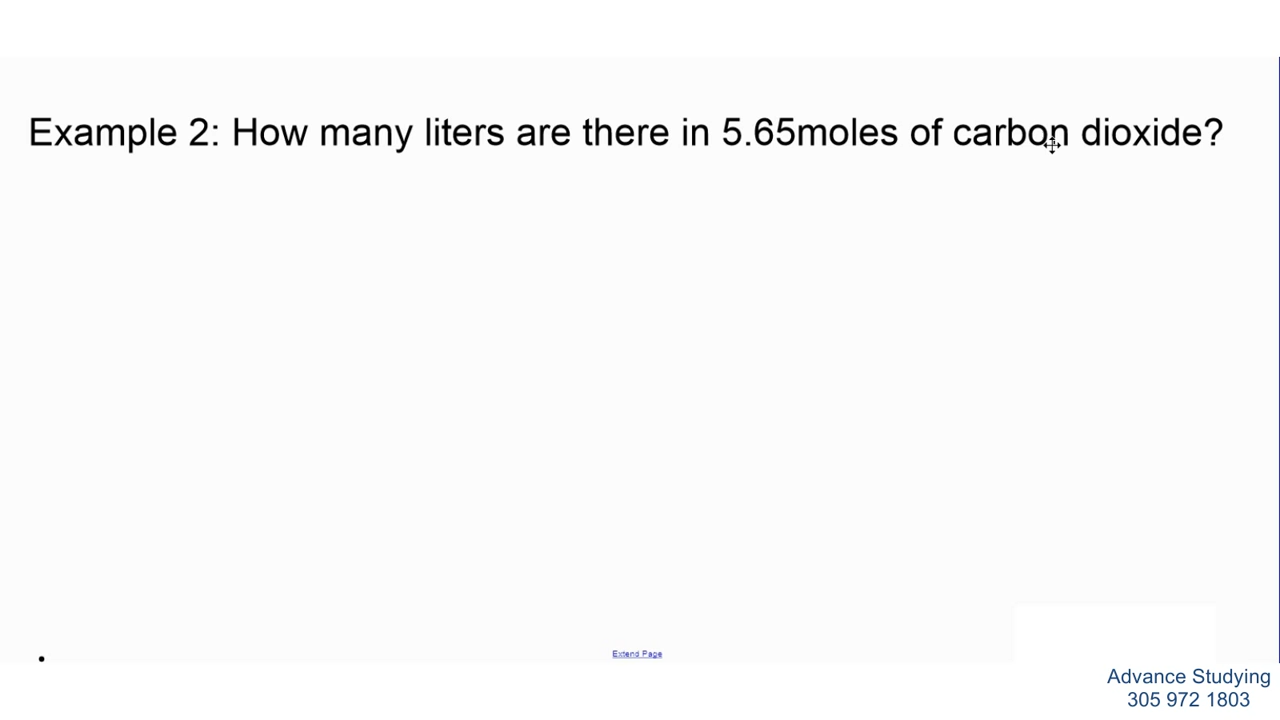 Example 2: How many liters are there in 5.65moles of carbon dioxide?
Extend Page
Advance Studying
305 972 1803